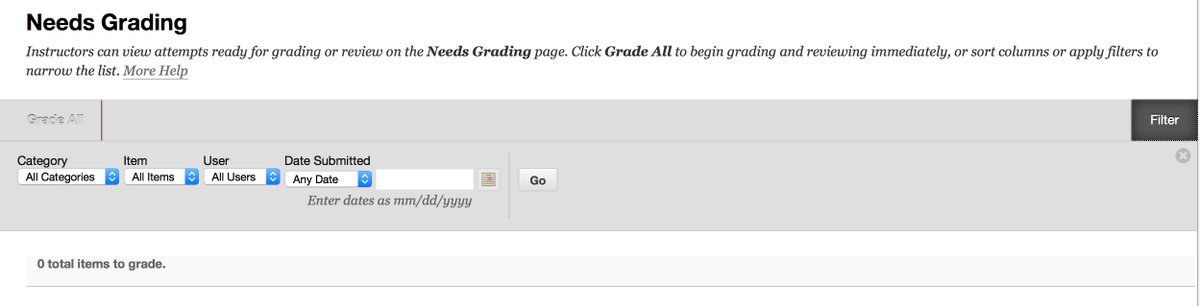 Needs Grading
Instructors can view attempts ready for grading or review on the Needs Grading page. Click Grade All to begin grading and reviewing immediately, or sort columns or apply filters to
narrow the list. More Help
Grade All
Filter
Category Item User Date Submitted
All Categories All Items All Users Any Date Go
Enter dates as mm/dd/yyyy
0 total items to grade.